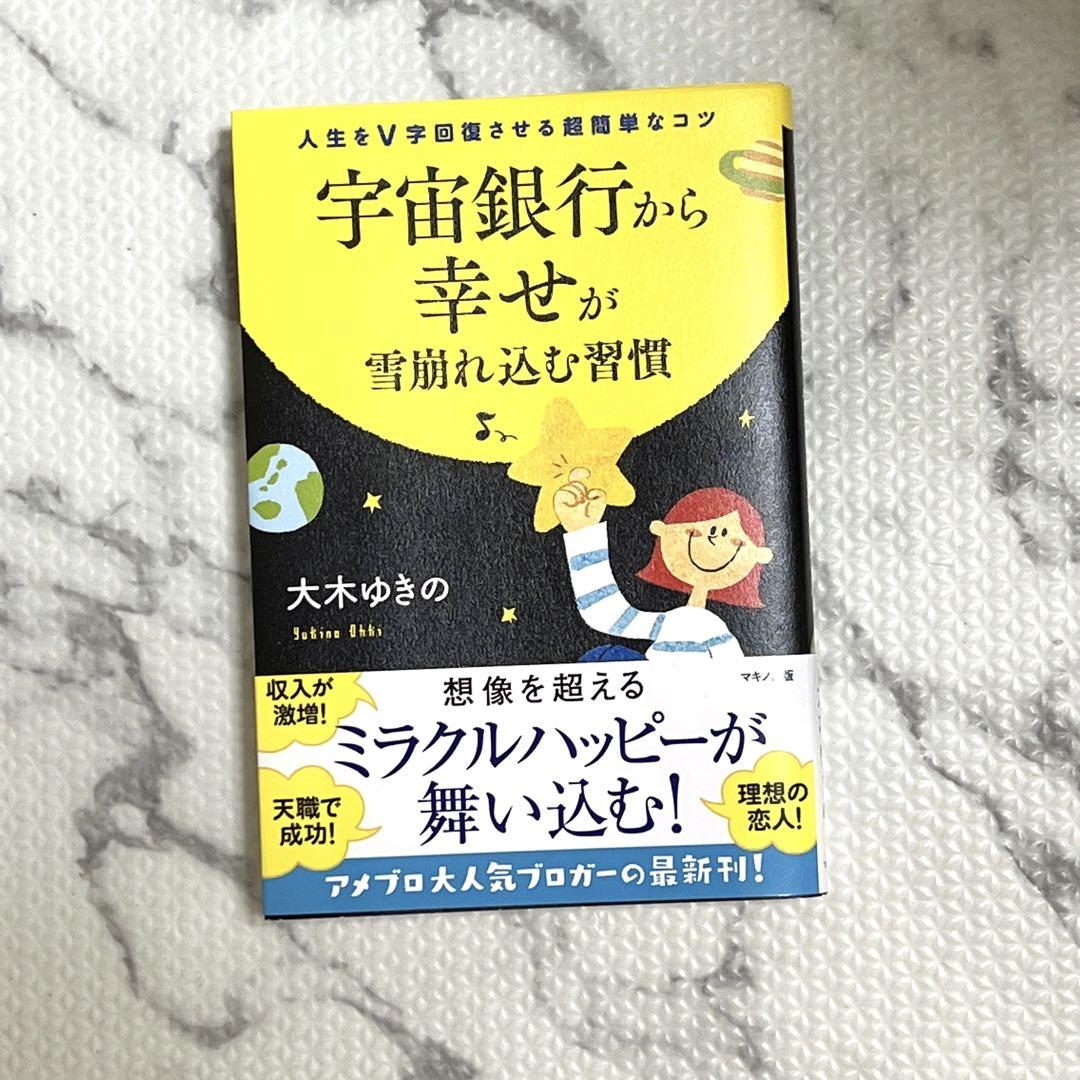 人生をV字回復させる超簡単なコツ
宇宙銀行から
幸せが
雪崩れ込む習慣
大木ゆきの
Yukino Ohki
マキノ
版
収入が
激増!
想像を超える
ミラクルハッピーが
舞い込む!
天職で
成功!
理想の
恋人!
アメブロ大人気ブロガーの最新刊!